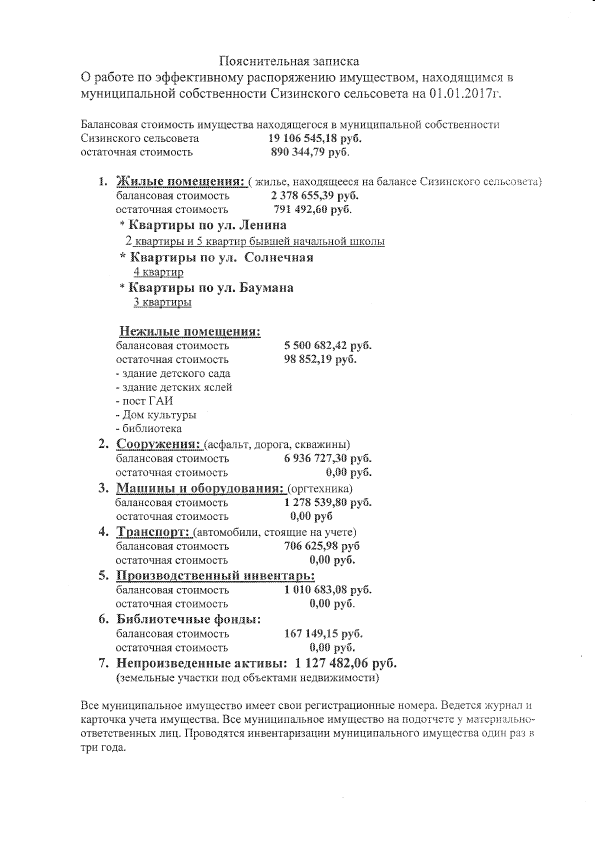 Пояснительная записка
О работе по эффективному распоряжению имуществом, находящимся в
муниципальной собственности Сизинского сельсовета на 01.01.2017г.
Балансовая стоимость имущества находящегося в муниципальной собственности
Сизинского сельсовета 19 106 545,18 руб.
остаточная стоимость 890 344,79 руб.
1. Жилые помещения: ( жилье, находящееся на балансе Сизинского сельсовета)
балансовая стоимость 2 378 655,39 руб.
остаточная стоимость 791 492,60 руб.
* Квартиры по ул. Ленина
2 квартиры и 5 квартир бывшей начальной школы
* Квартиры по ул. Солнечная
4 квартир
* Квартиры по ул. Баумана
3 квартиры
Нежилые помещения:
балансовая стоимость 5 500 682,42 руб.
остаточная стоимость 98 852,19 руб.
- здание детского сада
- здание детских яслей
- пост ГАИ
- Дом культуры
- библиотека
2. Сооружения: (асфальт, дорога, скважины)
балансовая стоимость 6 936 727,30 руб.
остаточная стоимость 0,00 руб.
3. Машины и оборудования: (оргтехника)
балансовая стоимость 1 278 539,80 руб.
остаточная стоимость 0,00 руб
4. Транспорт: (автомобили, стоящие на учете)
балансовая стоимость 706 625,98 руб
остаточная стоимость 0,00 руб.
5. Производственный инвентарь:
балансовая стоимость 1 010 683,08 руб.
остаточная стоимость 0,00 руб.
6. Библиотечные фонды:
балансовая стоимость 167 149,15 руб.
остаточная стоимость 0,00 руб.
7. Непроизведенные активы: 1 127 482,06 руб.
(земельные участки под объектами недвижимости)
Все муниципальное имущество имеет свои регистрационные номера. Ведется журнал и
карточка учета имущества. Все муниципальное имущество на подотчете у материально-
ответственных лиц. Проводятся инвентаризации муниципального имущества один раз в
три года.